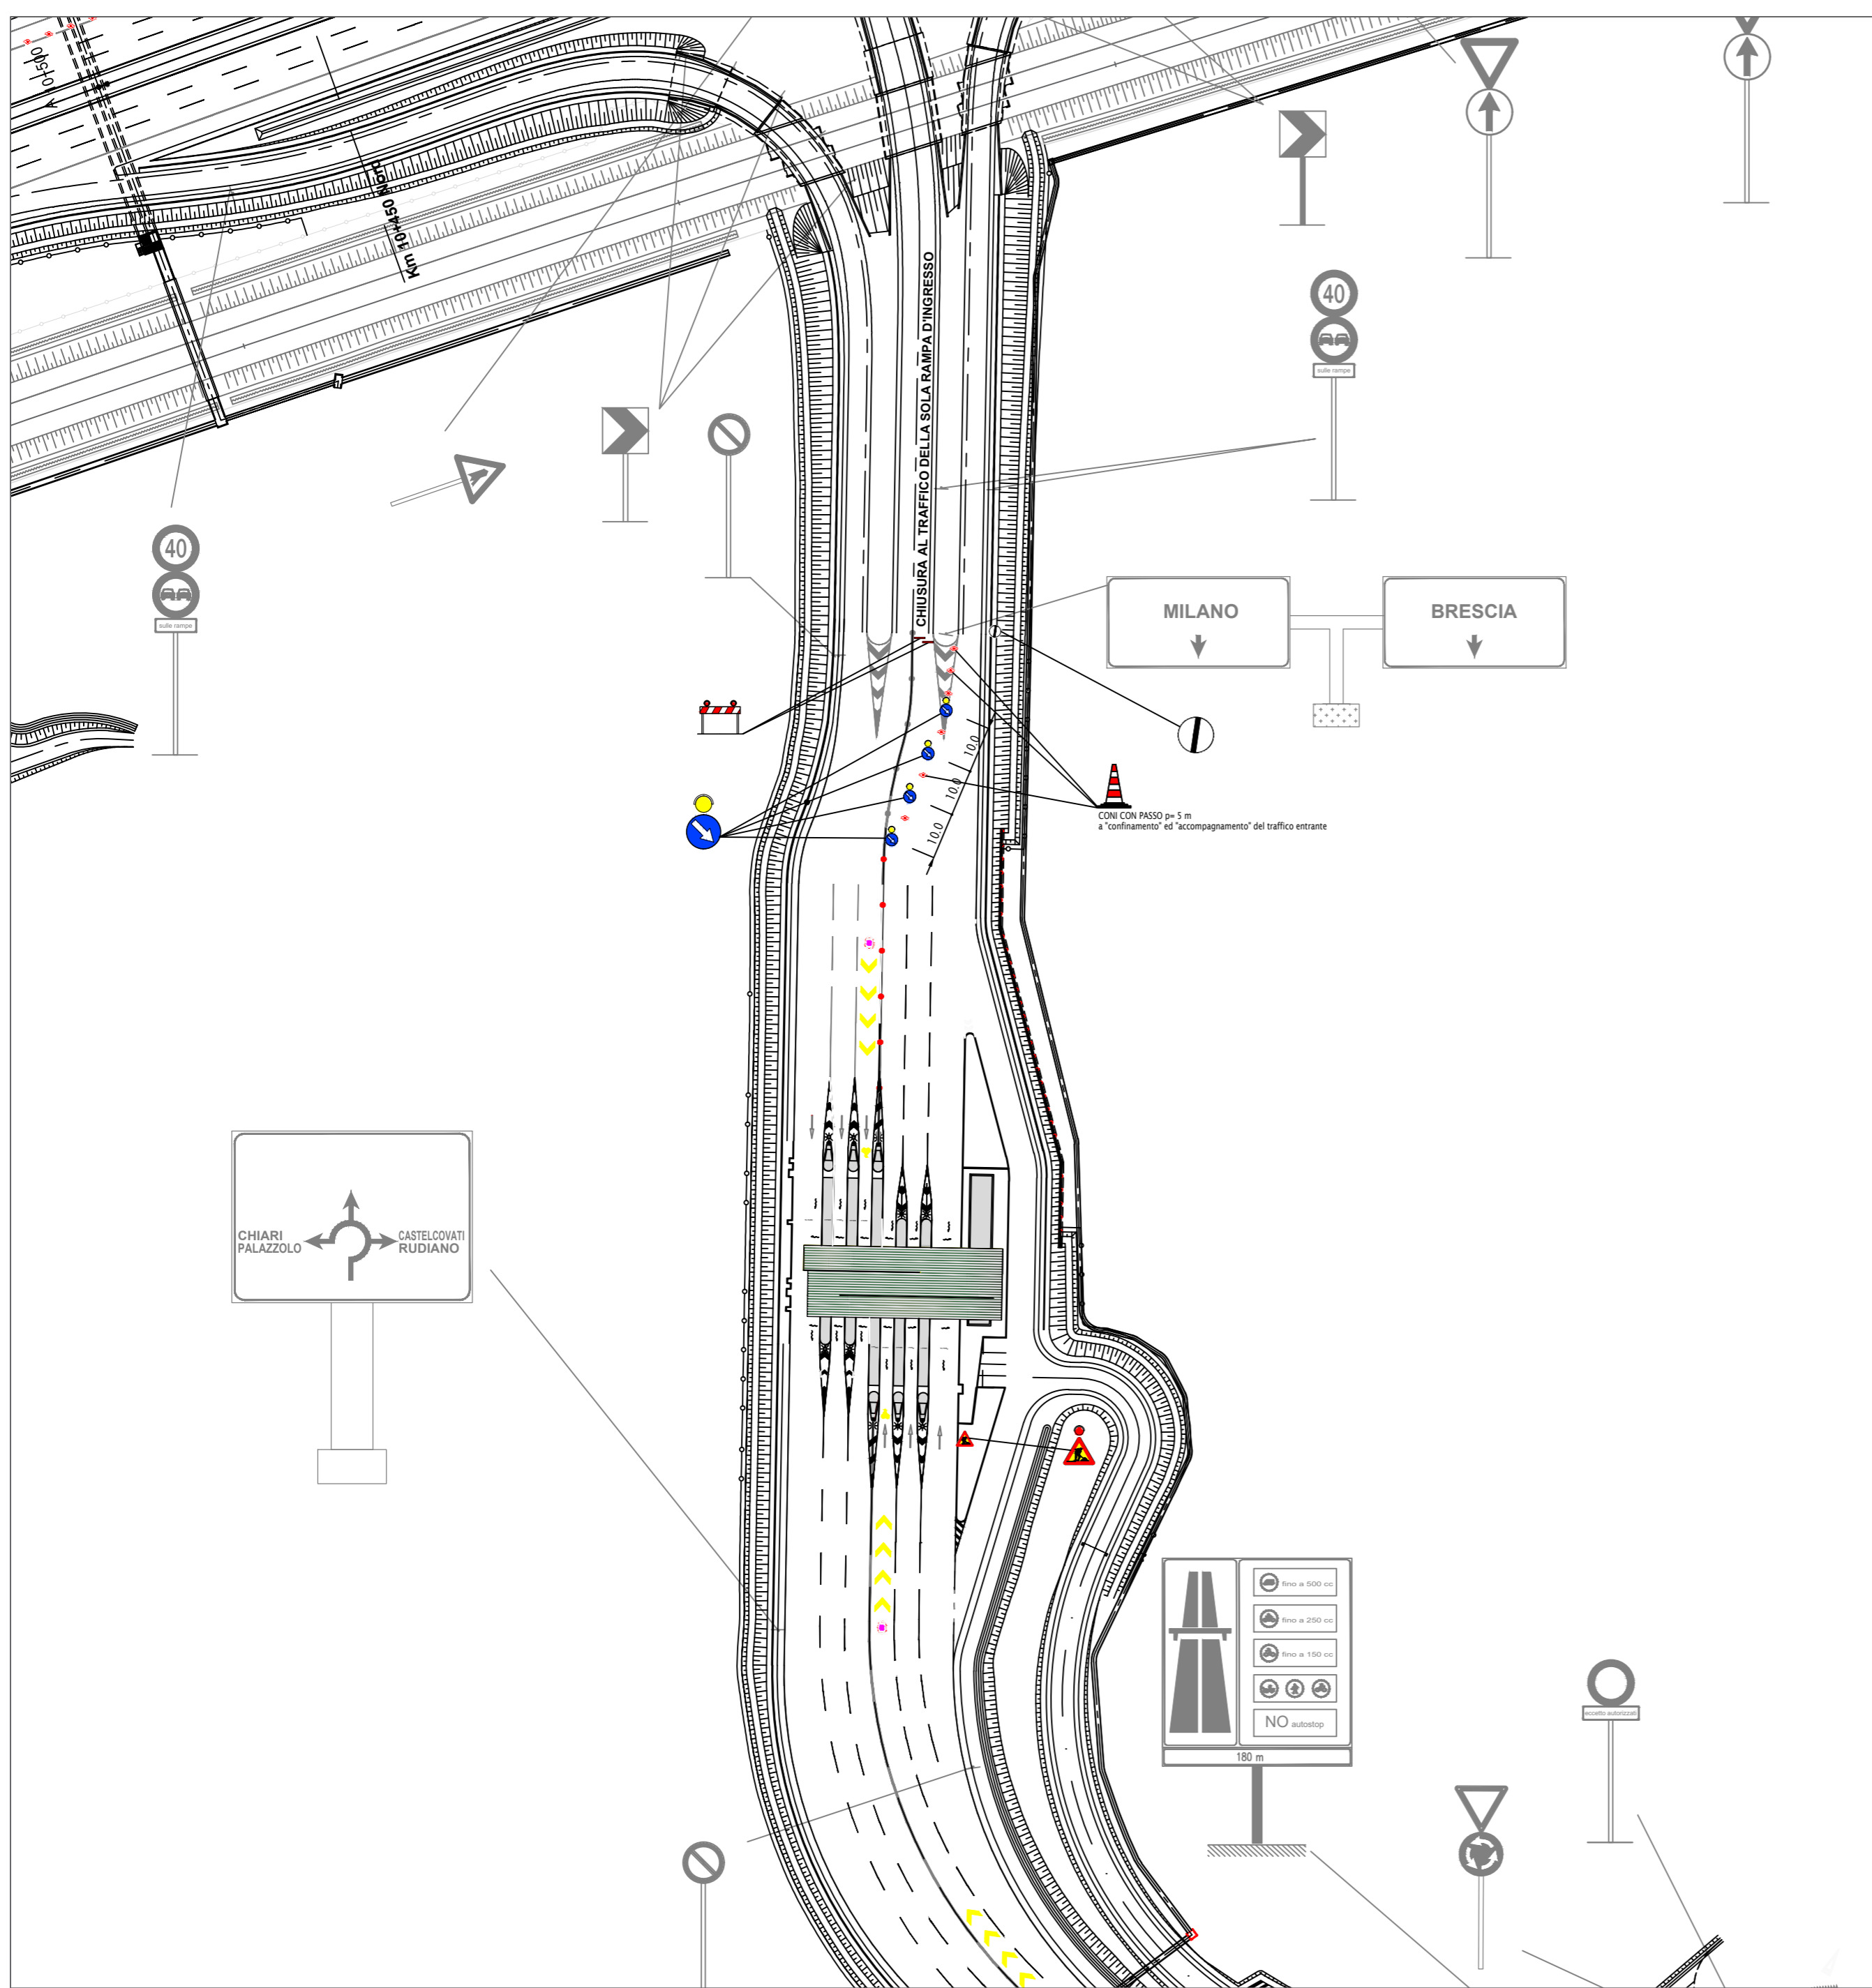 Km 10+450 Nord
CHIUSURA AL TRAFFICO DELLA SOLA RAMPA D'INGRESSO
40
sulle rampe
40
sulle rampe
MILANO
BRESCIA
10.0
10.0
10.0
CONI CON PASSO p= 5 m
a "confinamento" ed "accompagnamento" del traffico entrante
CHIARI
PALAZZOLO
CASTELCOVATI
RUDIANO
fino a 500 cc
fino a 250 cc
fino a 150 cc
NO autostop
180 m
eccetto autorizzati